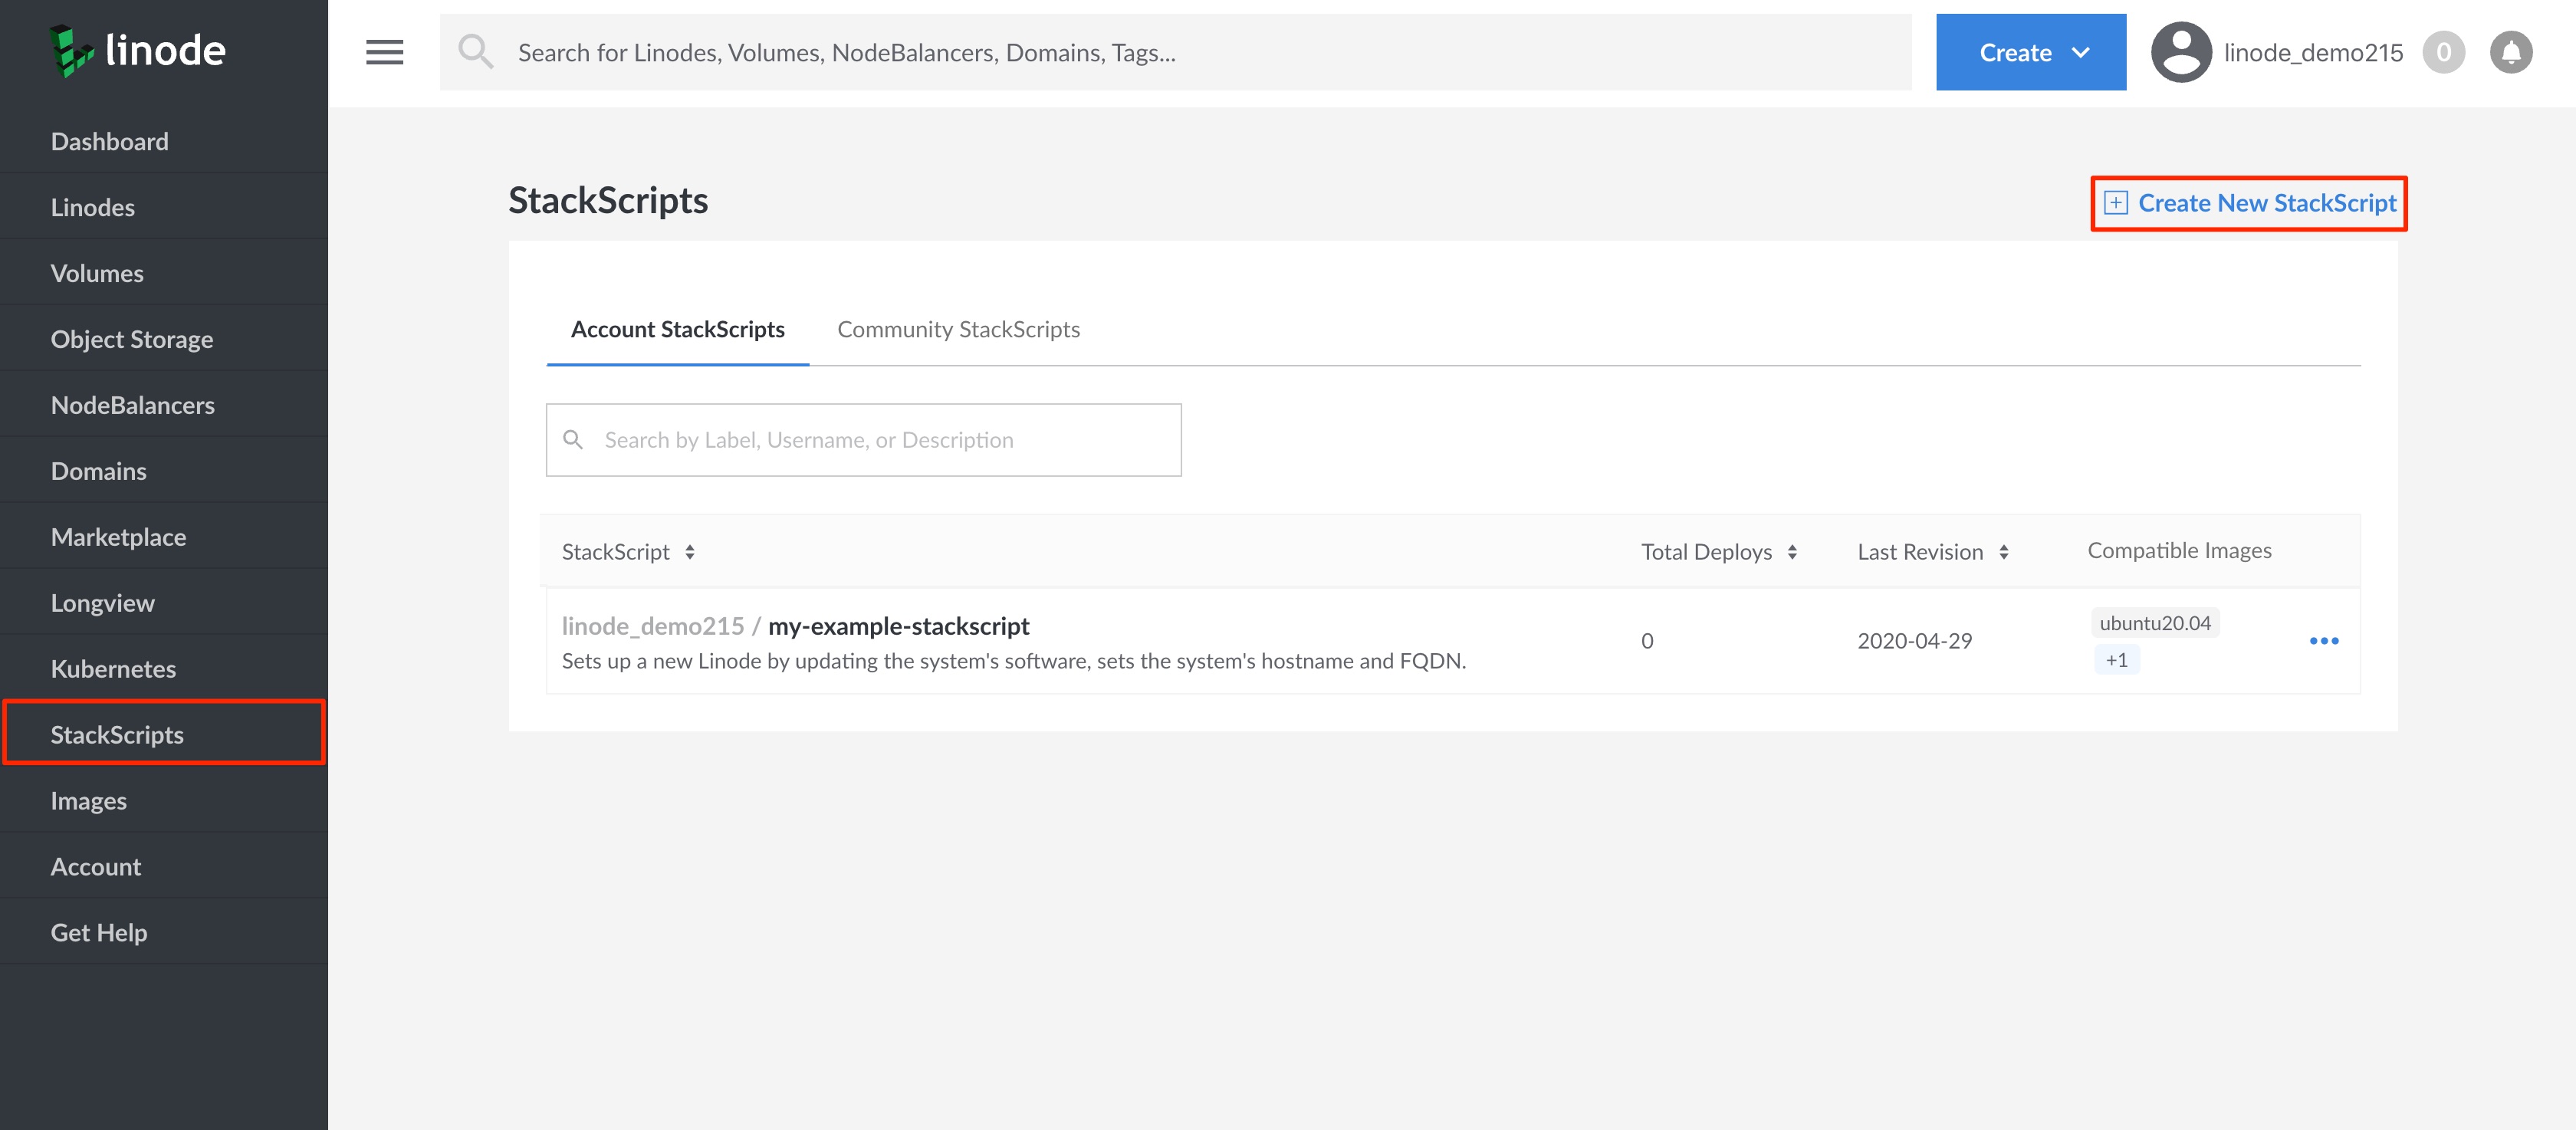 linode
Search for Linodes, Volumes, NodeBalancers, Domains, Tags...
Create
linode_demo215
0
Dashboard
Linodes
Volumes
Object Storage
NodeBalancers
Domains
Marketplace
Longview
Kubernetes
StackScripts
Images
Account
Get Help
StackScripts
Create New StackScript
Account StackScripts
Community StackScripts
Search by Label, Username, or Description
StackScript
Total Deploys
Last Revision
Compatible Images
linode_demo215 / my-example-stackscript
Sets up a new Linode by updating the system's software, sets the system's hostname and FQDN.
0
2020-04-29
ubuntu20.04
+1